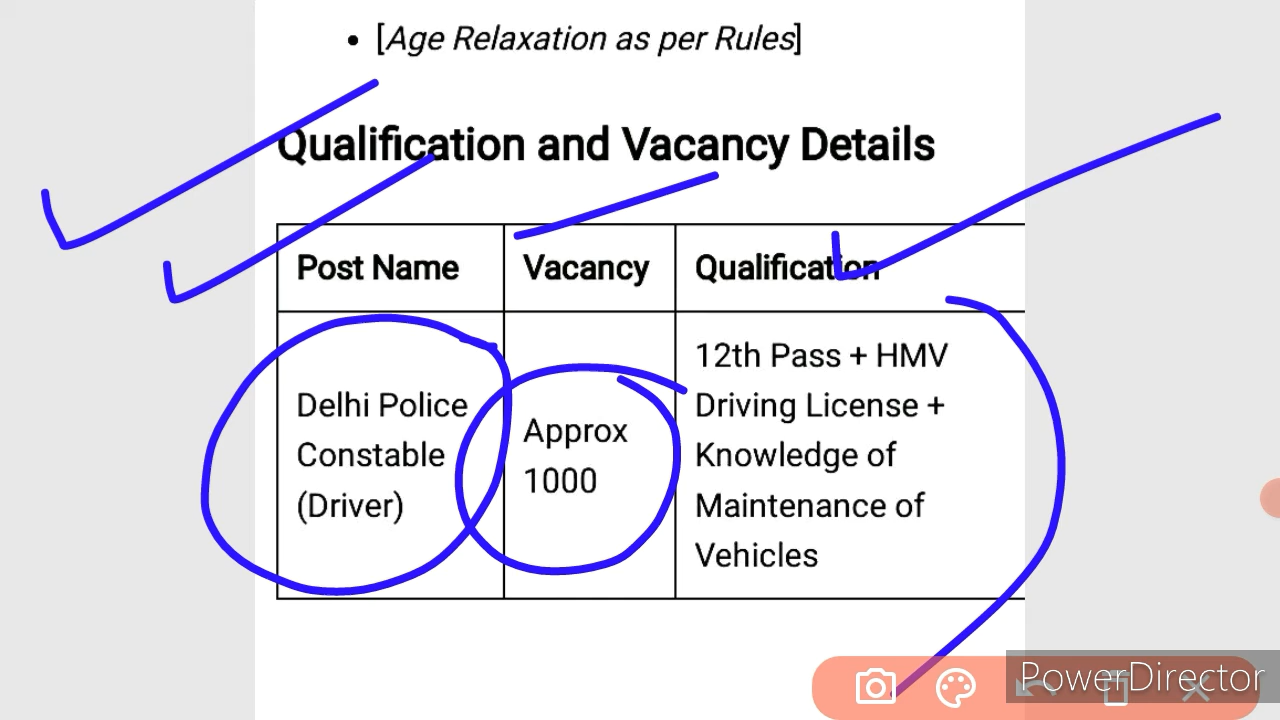 • [Age Relaxation as per Rules]
Qualification and Vacancy Details
Post Name
Vacancy
Qualification
Delhi Police
Constable
(Driver)
Approx
1000
12th Pass + HMV
Driving License +
Knowledge of
Maintenance of
Vehicles
PowerDirector